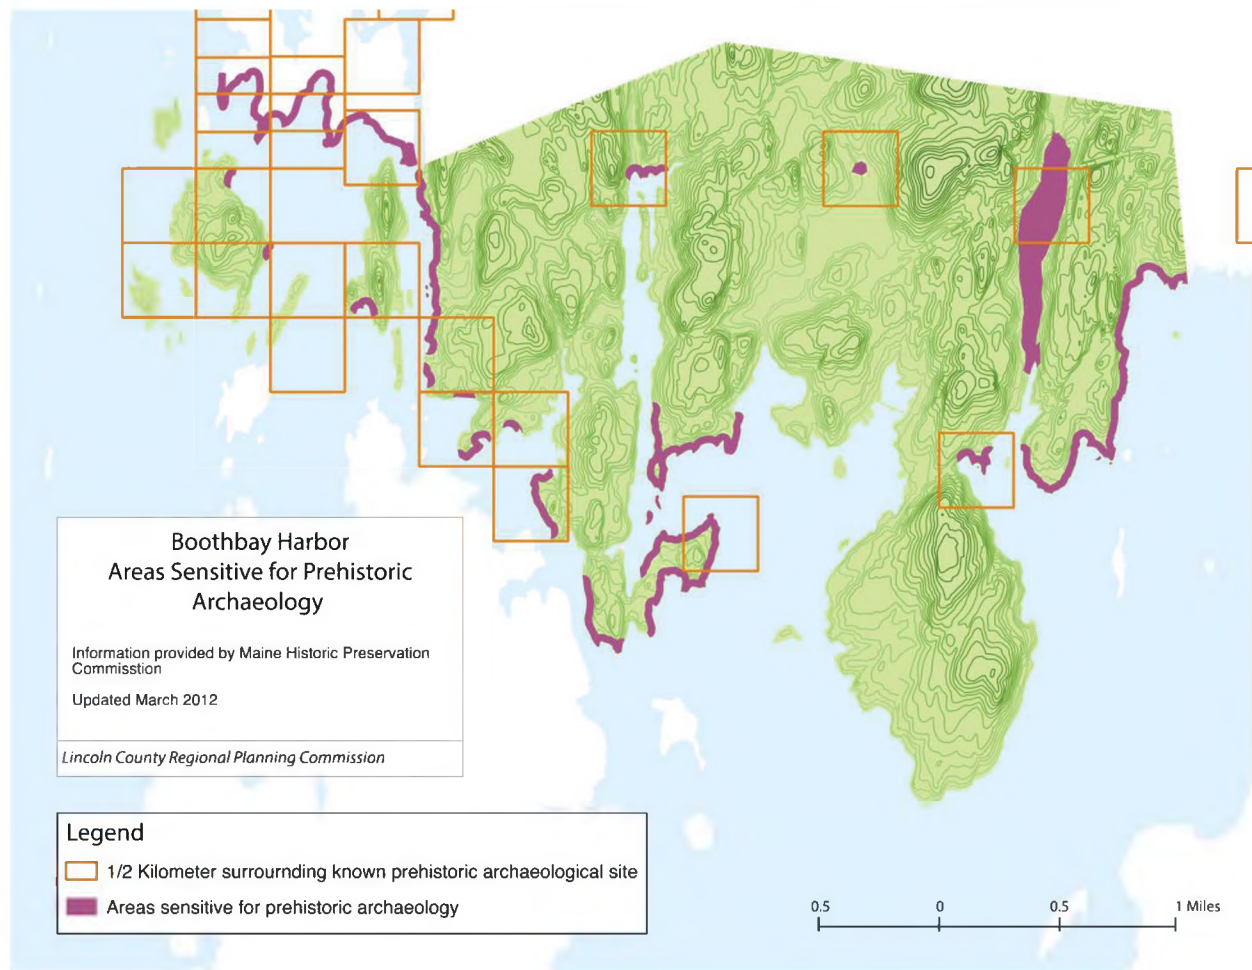 Boothbay Harbor
Areas Sensitive for Prehistoric
Archaeology
Information provided by Maine Historic Preservation
Commisstion
Updated March 2012
Lincoln County Regional Planning Commission
Legend
1/2 Kilometer surrournding known prehistoric archaeological site
Areas sensitive for prehistoric archaeology
0.5 0 0.5 1 Miles